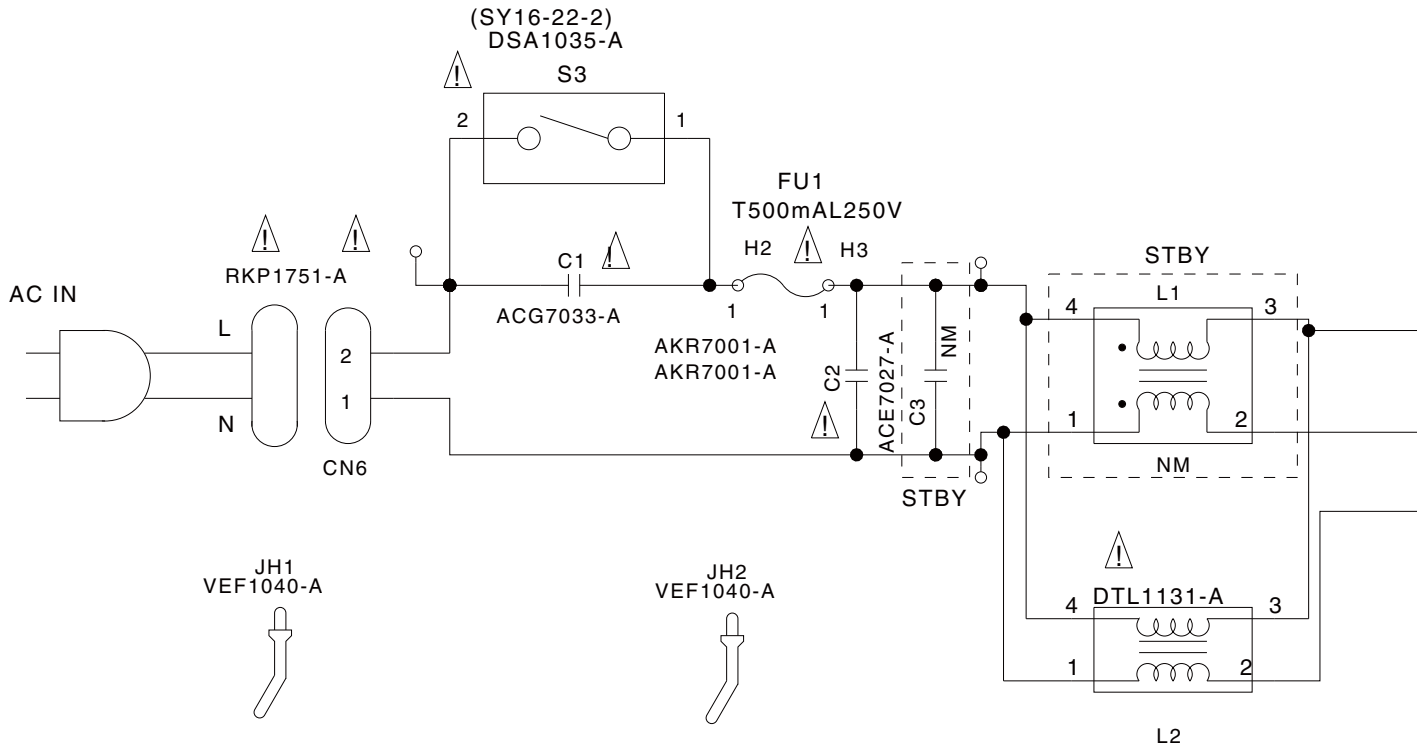 (SY16-22-2)
DSA1035-A
S3
2
1
FU1
T500mAL250V
H2
H3
RKP1751-A
C1
ACG7033-A
1
1
AKR7001-A
AKR7001-A
AC IN
L
N
2
1
CN6
C2
ACE7027-A
C3
NM
STBY
STBY
L1
4
3
1
2
NM
JH1
VEF1040-A
JH2
VEF1040-A
DTL1131-A
4
3
1
2
L2
!
!
!
!
!
!
!